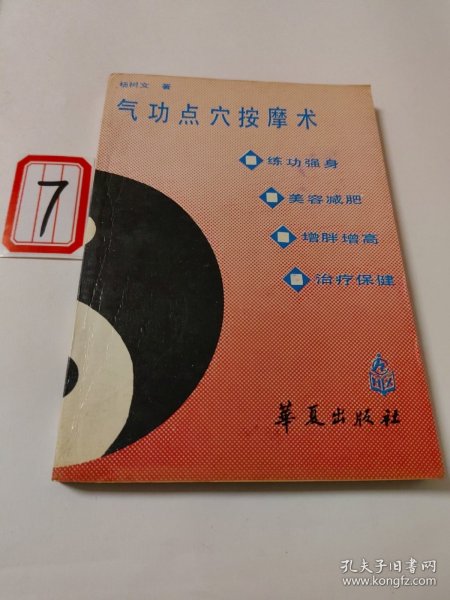 杨树文 著
气功点穴按摩术
练功强身
美容减肥
增胖增高
治疗保健
HX
華夏出版社
7
孔夫子旧书网
www.kongfz.com